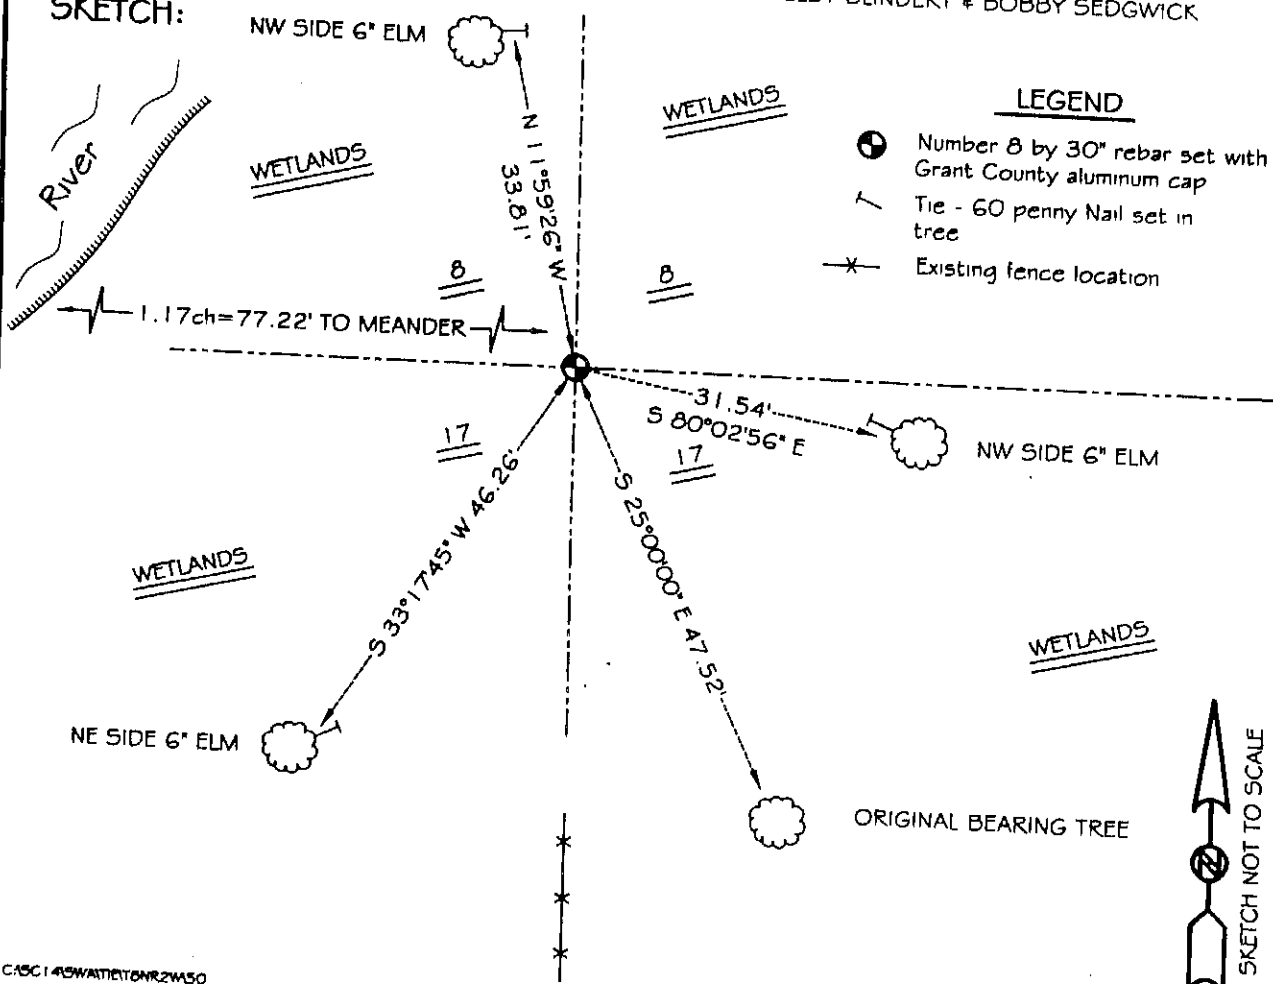 SKETCH:
& BOBBY SEDGWICK
NW SIDE 6" ELM
WETLANDS
LEGEND
Number 8 by 30" rebar set with
Grant County aluminum cap
Tie - 60 penny Nail set in
tree
Existing fence location
River
WETLANDS
N 11°59'26" W
33.81'
8
8
1.17ch=77.22' TO MEANDER
31.54'
S 80°02'56" E
NW SIDE 6" ELM
17
17
S 33°17'45" W 46.26'
S 25°00'00" E 47.52'
WETLANDS
WETLANDS
NE SIDE 6" ELM
ORIGINAL BEARING TREE
N
SKETCH NOT TO SCALE